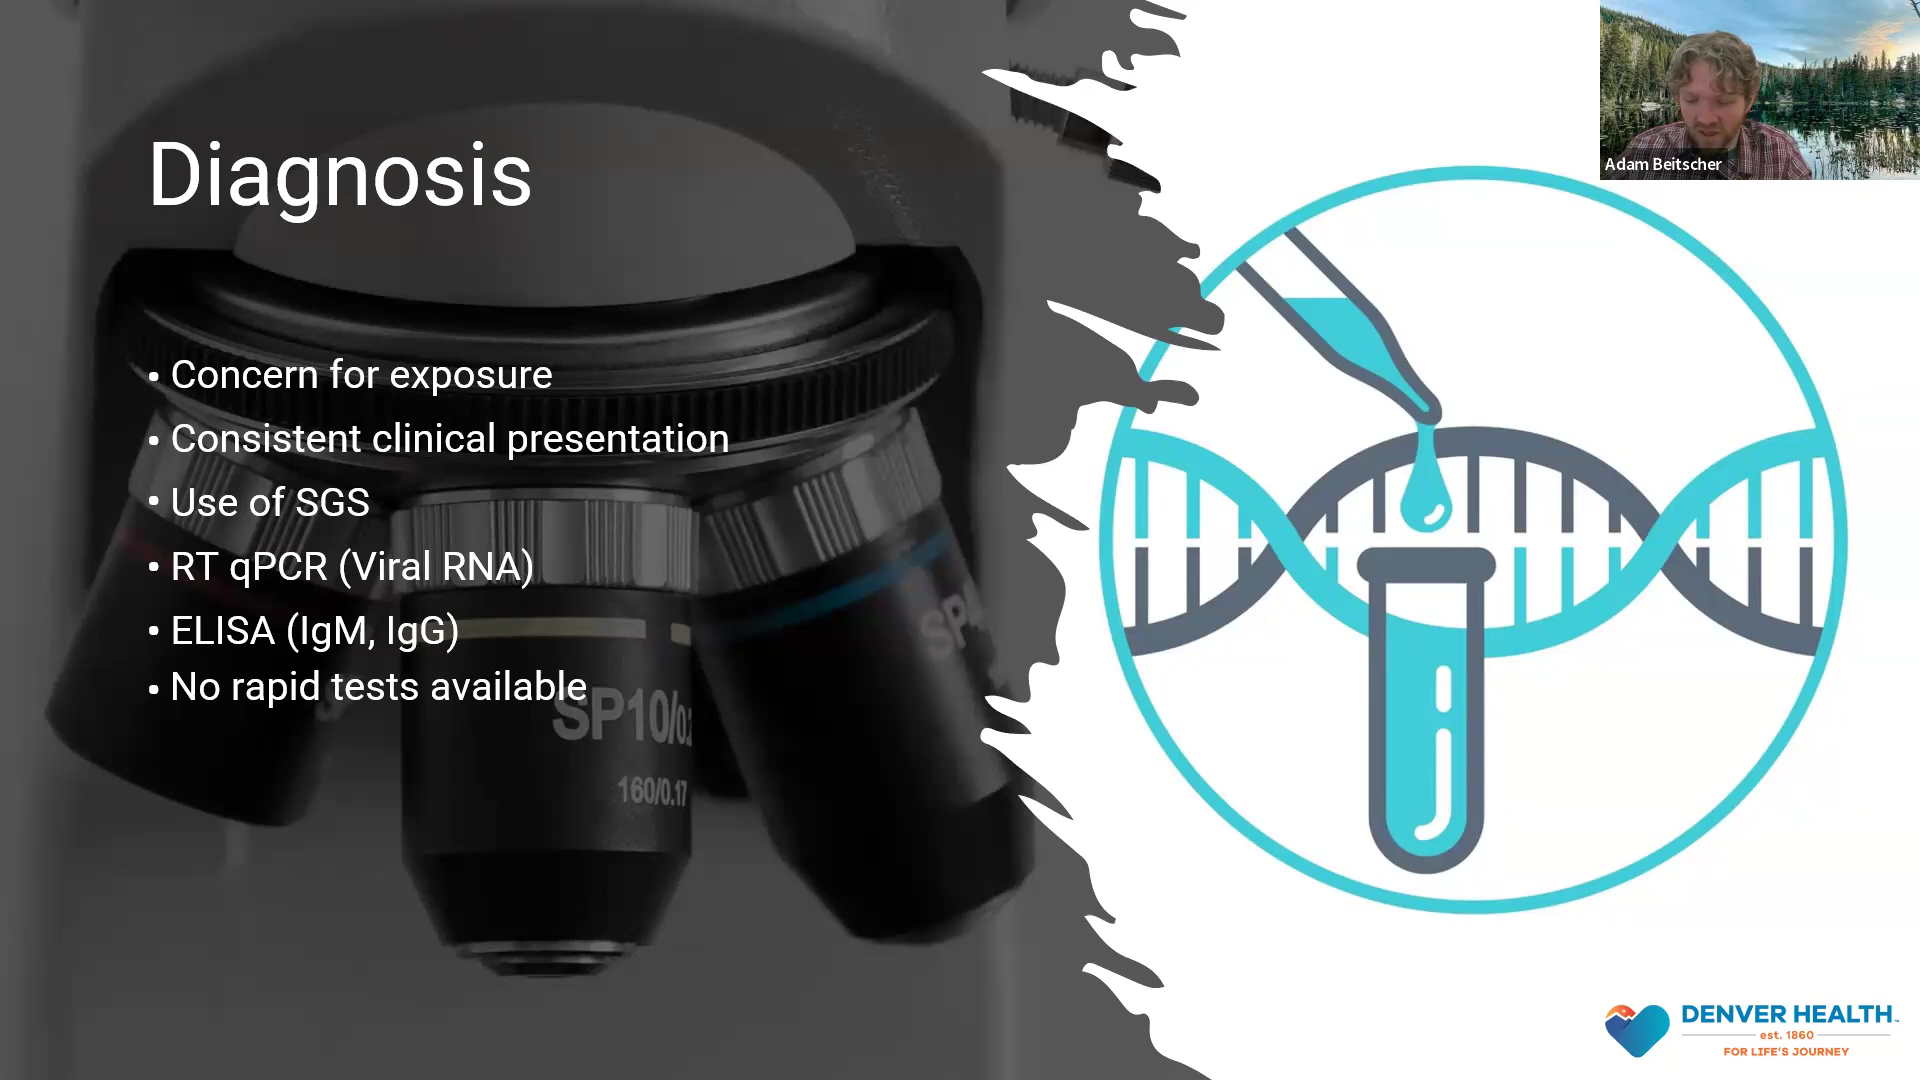 Diagnosis
• Concern for exposure
• Consistent clinical presentation
• Use of SGS
• RT qPCR (Viral RNA)
• ELISA (IgM, IgG)
• No rapid tests available
SP10/0.
160/0.17
Adam Beitscher
DENVER HEALTH
est. 1860
FOR LIFE'S JOURNEY